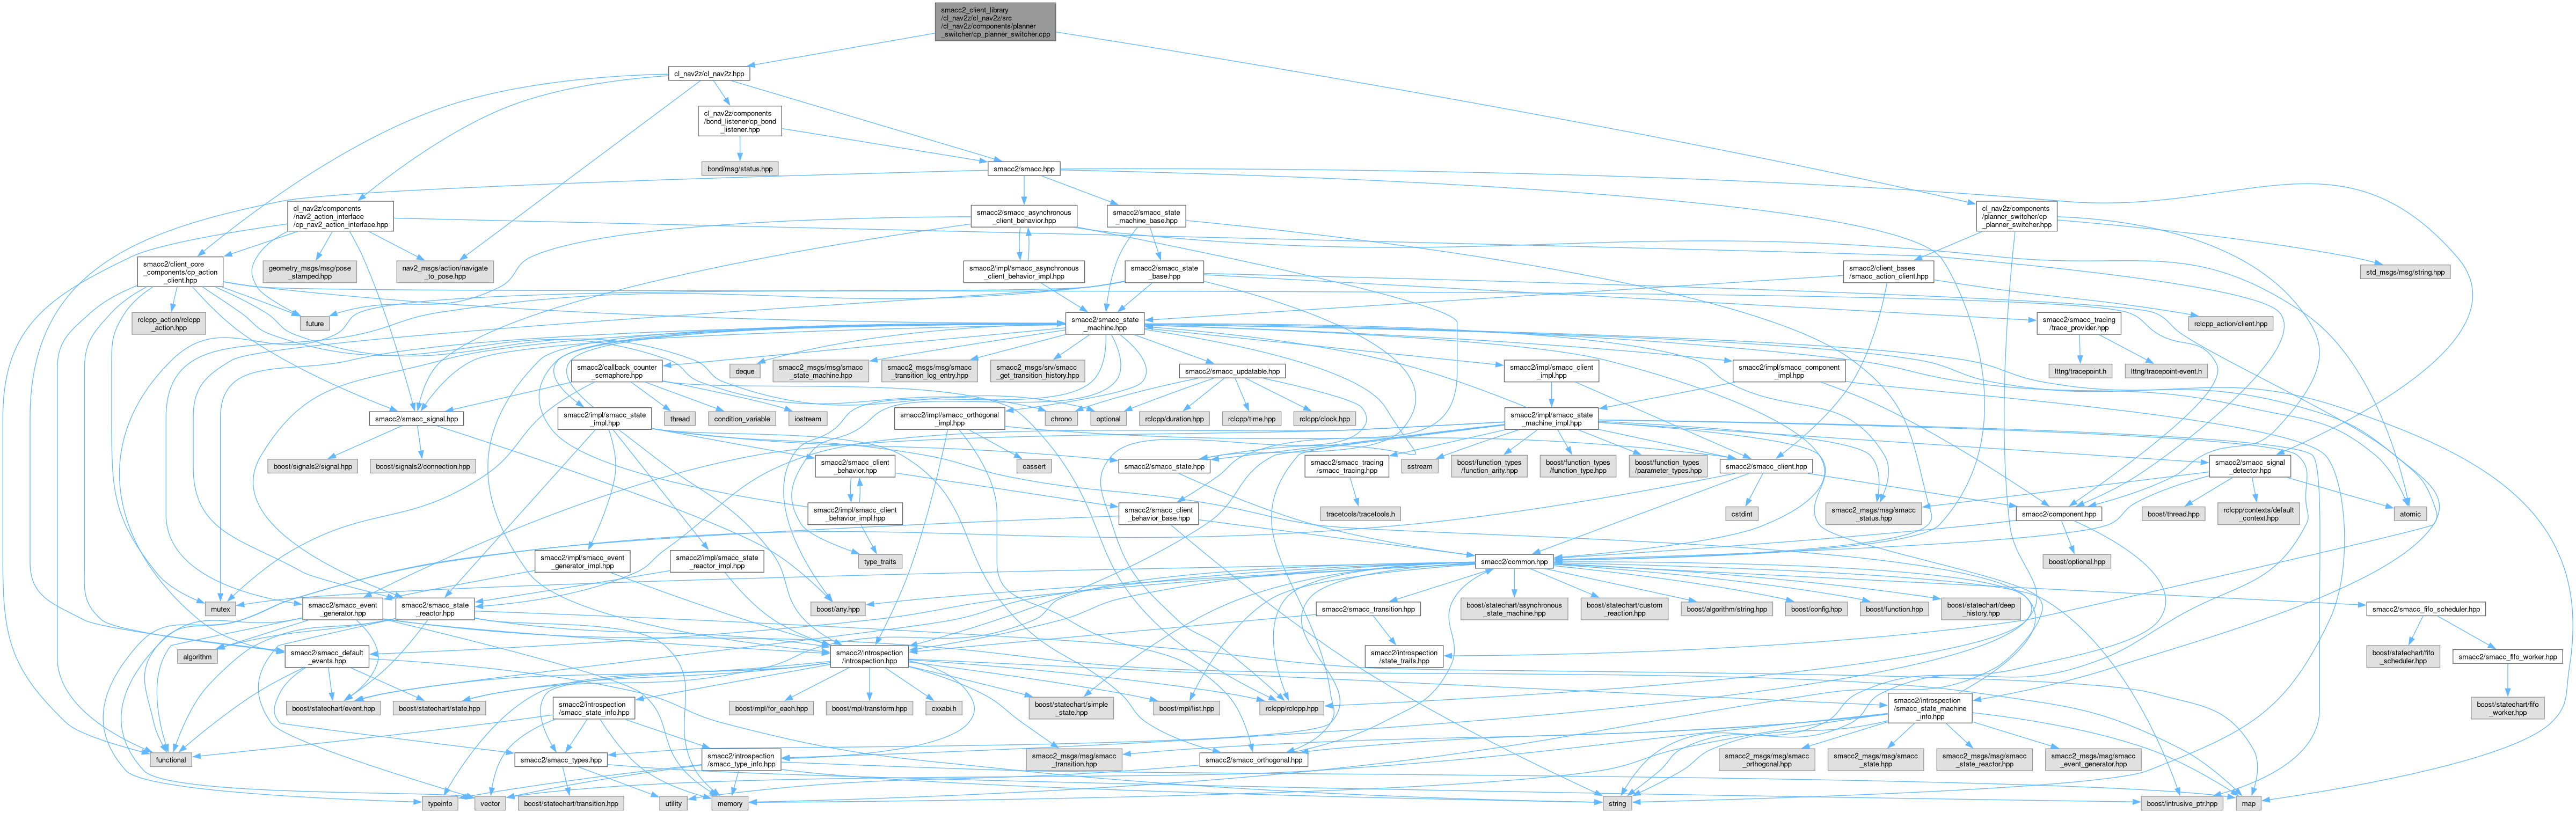 smacc2_client_library
/cl_nav2z/cl_nav2z/src
/cl_nav2z/components/planner
_switcher/cp_planner_switcher.cpp
cl_nav2z/cl_nav2z.hpp
cl_nav2z/components
/bond_listener/cp_bond
_listener.hpp
bond/msg/status.hpp
smacc2/smacc.hpp
cl_nav2z/components
/nav2_action_interface
/cp_nav2_action_interface.hpp
smacc2/smacc_asynchronous
_client_behavior.hpp
smacc2/smacc_state
_machine_base.hpp
cl_nav2z/components
/planner_switcher/cp
_planner_switcher.hpp
smacc2/client_core
_components/cp_action
_client.hpp
geometry_msgs/msg/pose
_stamped.hpp
nav2_msgs/action/navigate
_to_pose.hpp
smacc2/impl/smacc_asynchronous
_client_behavior_impl.hpp
smacc2/smacc_state
_base.hpp
smacc2/client_bases
/smacc_action_client.hpp
std_msgs/msg/string.hpp
rclcpp_action/rclcpp
_action.hpp
future
smacc2/smacc_state
_machine.hpp
smacc2/smacc_tracing
/trace_provider.hpp
rclcpp_action/client.hpp
smacc2/callback_counter
_semaphore.hpp
deque
smacc2_msgs/msg/smacc
_state_machine.hpp
smacc2_msgs/msg/smacc
_transition_log_entry.hpp
smacc2_msgs/srv/smacc
_get_transition_history.hpp
smacc2/smacc_updatable.hpp
smacc2/impl/smacc_client
_impl.hpp
smacc2/impl/smacc_component
_impl.hpp
lttng/tracepoint.h
lttng/tracepoint-event.h
smacc2/smacc_signal.hpp
thread
condition_variable
iostream
smacc2/impl/smacc_state
_impl.hpp
smacc2/impl/smacc_orthogonal
_impl.hpp
chrono
optional
rclcpp/duration.hpp
rclcpp/time.hpp
rclcpp/clock.hpp
smacc2/impl/smacc_state
_machine_impl.hpp
boost/signals2/signal.hpp
boost/signals2/connection.hpp
smacc2/smacc_client
_behavior.hpp
cassert
smacc2/smacc_state.hpp
smacc2/smacc_tracing
/smacc_tracing.hpp
sstream
boost/function_types
/function_arity.hpp
boost/function_types
/function_type.hpp
boost/function_types
/parameter_types.hpp
smacc2/smacc_client.hpp
smacc2/smacc_signal
_detector.hpp
smacc2/impl/smacc_client
_behavior_impl.hpp
smacc2/smacc_client
_behavior_base.hpp
tracetools/tracetools.h
cstdint
smacc2_msgs/msg/smacc
_status.hpp
smacc2/component.hpp
boost/thread.hpp
rclcpp/contexts/default
_context.hpp
atomic
smacc2/impl/smacc_event
_generator_impl.hpp
smacc2/impl/smacc_state
_reactor_impl.hpp
type_traits
smacc2/common.hpp
boost/optional.hpp
mutex
smacc2/smacc_event
_generator.hpp
smacc2/smacc_state
_reactor.hpp
boost/any.hpp
smacc2/smacc_transition.hpp
boost/statechart/asynchronous
_state_machine.hpp
boost/statechart/custom
_reaction.hpp
boost/algorithm/string.hpp
boost/config.hpp
boost/function.hpp
boost/statechart/deep
_history.hpp
smacc2/smacc_fifo_scheduler.hpp
algorithm
smacc2/smacc_default
_events.hpp
smacc2/introspection
/introspection.hpp
smacc2/introspection
/state_traits.hpp
boost/statechart/fifo
_scheduler.hpp
smacc2/smacc_fifo_worker.hpp
boost/statechart/event.hpp
boost/statechart/state.hpp
smacc2/introspection
/smacc_state_info.hpp
boost/mpl/for_each.hpp
boost/mpl/transform.hpp
cxxabi.h
boost/statechart/simple
_state.hpp
boost/mpl/list.hpp
rclcpp/rclcpp.hpp
smacc2/introspection
/smacc_state_machine
_info.hpp
boost/statechart/fifo
_worker.hpp
functional
smacc2/smacc_types.hpp
smacc2/introspection
/smacc_type_info.hpp
smacc2_msgs/msg/smacc
_transition.hpp
smacc2/smacc_orthogonal.hpp
smacc2_msgs/msg/smacc
_orthogonal.hpp
smacc2_msgs/msg/smacc
_state.hpp
smacc2_msgs/msg/smacc
_state_reactor.hpp
smacc2_msgs/msg/smacc
_event_generator.hpp
typeinfo
vector
boost/statechart/transition.hpp
utility
memory
string
boost/intrusive_ptr.hpp
map